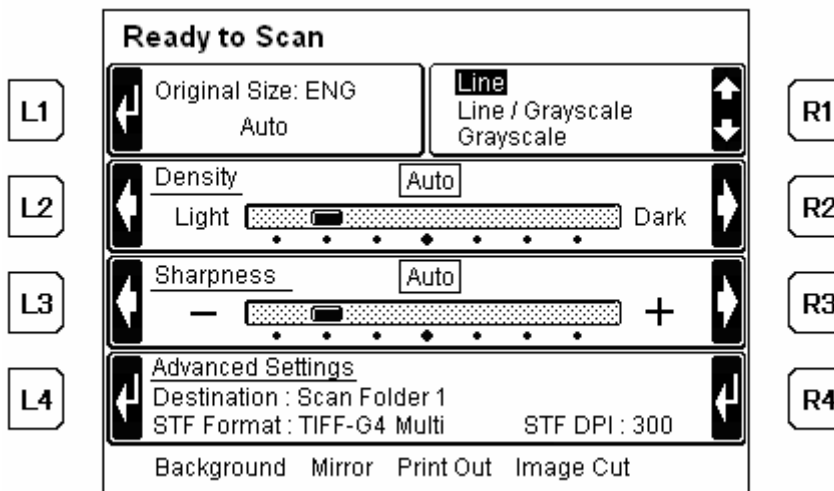 Ready to Scan
L1
Original Size: ENG
Auto
Line
Line / Grayscale
Grayscale
R1
L2
Density
Auto
Light
Dark
R2
L3
Sharpness
Auto
−
+
R3
L4
Advanced Settings
Destination : Scan Folder 1
STF Format : TIFF-G4 Multi STF DPI : 300
R4
Background Mirror Print Out Image Cut